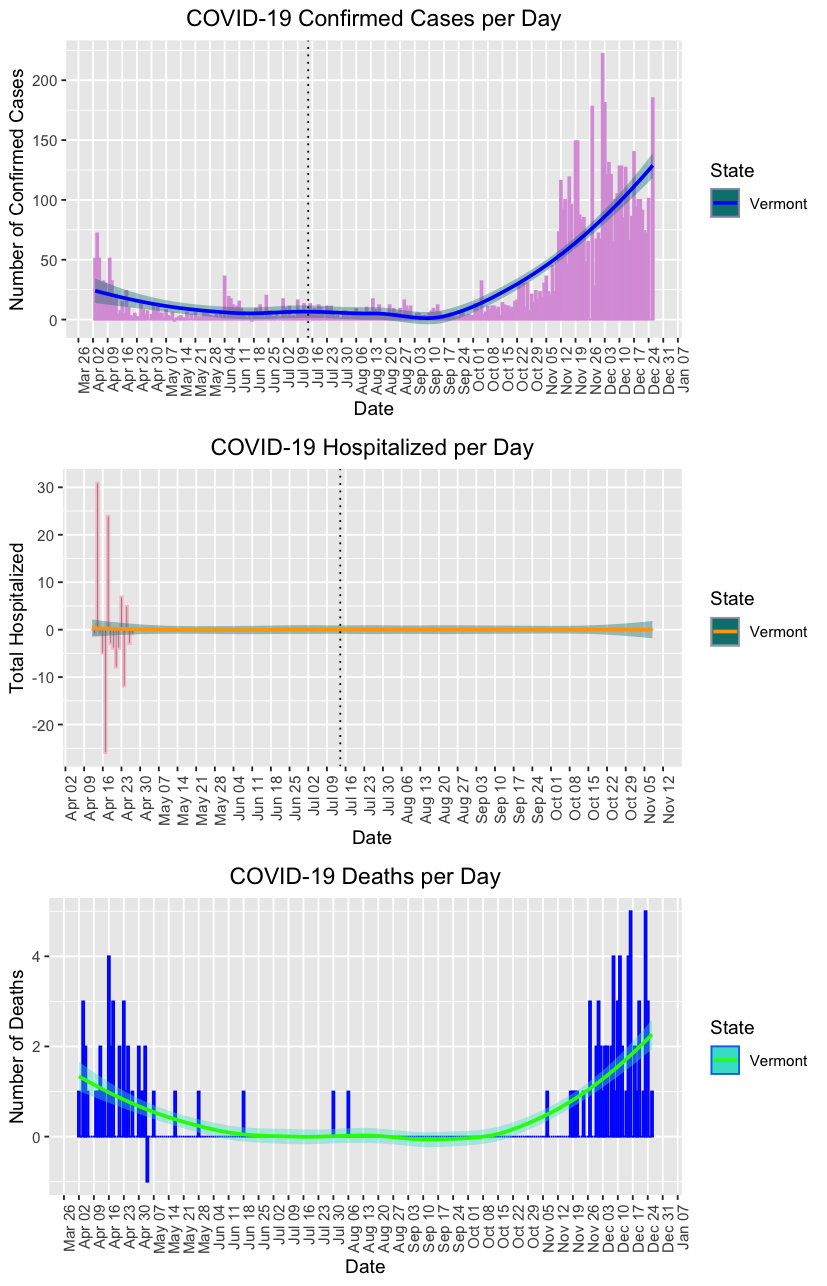 COVID-19 Confirmed Cases per Day
Number of Confirmed Cases
200
150
100
50
0
Mar 26
Apr 02
Apr 09
Apr 16
Apr 23
Apr 30
May 07
May 14
May 21
May 28
Jun 04
Jun 11
Jun 18
Jun 25
Jul 02
Jul 09
Jul 16
Jul 23
Jul 30
Aug 06
Aug 13
Aug 20
Aug 27
Sep 03
Sep 10
Sep 17
Sep 24
Oct 01
Oct 08
Oct 15
Oct 22
Oct 29
Nov 05
Nov 12
Nov 19
Nov 26
Dec 03
Dec 10
Dec 17
Dec 24
Dec 31
Jan 07
Date
State
Vermont
COVID-19 Hospitalized per Day
Total Hospitalized
30
20
10
0
-10
-20
Apr 02
Apr 09
Apr 16
Apr 23
Apr 30
May 07
May 14
May 21
May 28
Jun 04
Jun 11
Jun 18
Jun 25
Jul 02
Jul 09
Jul 16
Jul 23
Jul 30
Aug 06
Aug 13
Aug 20
Aug 27
Sep 03
Sep 10
Sep 17
Sep 24
Oct 01
Oct 08
Oct 15
Oct 22
Oct 29
Nov 05
Nov 12
Date
State
Vermont
COVID-19 Deaths per Day
Number of Deaths
4
2
0
Mar 26
Apr 02
Apr 09
Apr 16
Apr 23
Apr 30
May 07
May 14
May 21
May 28
Jun 04
Jun 11
Jun 18
Jun 25
Jul 02
Jul 09
Jul 16
Jul 23
Jul 30
Aug 06
Aug 13
Aug 20
Aug 27
Sep 03
Sep 10
Sep 17
Sep 24
Oct 01
Oct 08
Oct 15
Oct 22
Oct 29
Nov 05
Nov 12
Nov 19
Nov 26
Dec 03
Dec 10
Dec 17
Dec 24
Dec 31
Jan 07
Date
State
Vermont